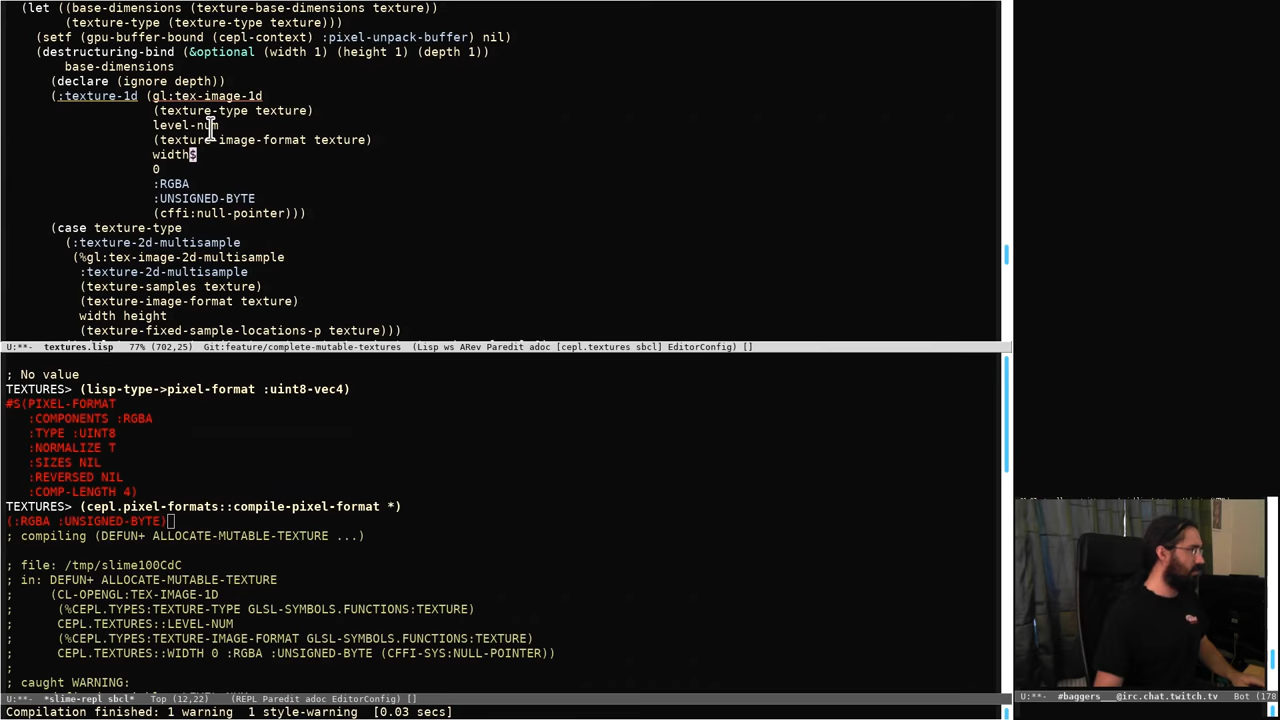 (let ((base-dimensions (texture-base-dimensions texture))
(texture-type (texture-type texture)))
(setf (gpu-buffer-bound (cepl-context) :pixel-unpack-buffer) nil)
(destructuring-bind (&optional (width 1) (height 1) (depth 1))
base-dimensions
(declare (ignore depth))
(:texture-1d (gl:tex-image-1d
(texture-type texture)
level-num
(texture-image-format texture)
width$
0
:RGBA
:UNSIGNED-BYTE
(cffi:null-pointer)))
(case texture-type
(:texture-2d-multisample
(%gl:tex-image-2d-multisample
:texture-2d-multisample
(texture-samples texture)
(texture-image-format texture)
width height
(texture-fixed-sample-locations-p texture)))
U:**-  textures.lisp   77% (702,25)   Git:feature/complete-mutable-textures  (Lisp ws ARev Paredit adoc [cepl.textures sbcl] EditorConfig) []
; No value
TEXTURES> (lisp-type->pixel-format :uint8-vec4)
#S(PIXEL-FORMAT
:COMPONENTS :RGBA
:TYPE :UINT8
:NORMALIZE T
:SIZES NIL
:REVERSED NIL
:COMP-LENGTH 4)
TEXTURES> (cepl.pixel-formats::compile-pixel-format *)
(:RGBA :UNSIGNED-BYTE)
; compiling (DEFUN+ ALLOCATE-MUTABLE-TEXTURE ...)
; file: /tmp/slime100CdC
; in: DEFUN+ ALLOCATE-MUTABLE-TEXTURE
;     (CL-OPENGL:TEX-IMAGE-1D
;      (%CEPL.TYPES:TEXTURE-TYPE GLSL-SYMBOLS.FUNCTIONS:TEXTURE)
;      CEPL.TEXTURES::LEVEL-NUM
;      (%CEPL.TYPES:TEXTURE-IMAGE-FORMAT GLSL-SYMBOLS.FUNCTIONS:TEXTURE)
;      CEPL.TEXTURES::WIDTH 0 :RGBA :UNSIGNED-BYTE (CFFI-SYS:NULL-POINTER))
;
; caught WARNING:
U:**-  *slime-repl sbcl*   Top (12,22)   (REPL Paredit adoc EditorConfig) []
U:**-  #baggers___@irc.chat.twitch.tv   Bot (178
Compilation finished: 1 warning  1 style-warning  [0.03 secs]